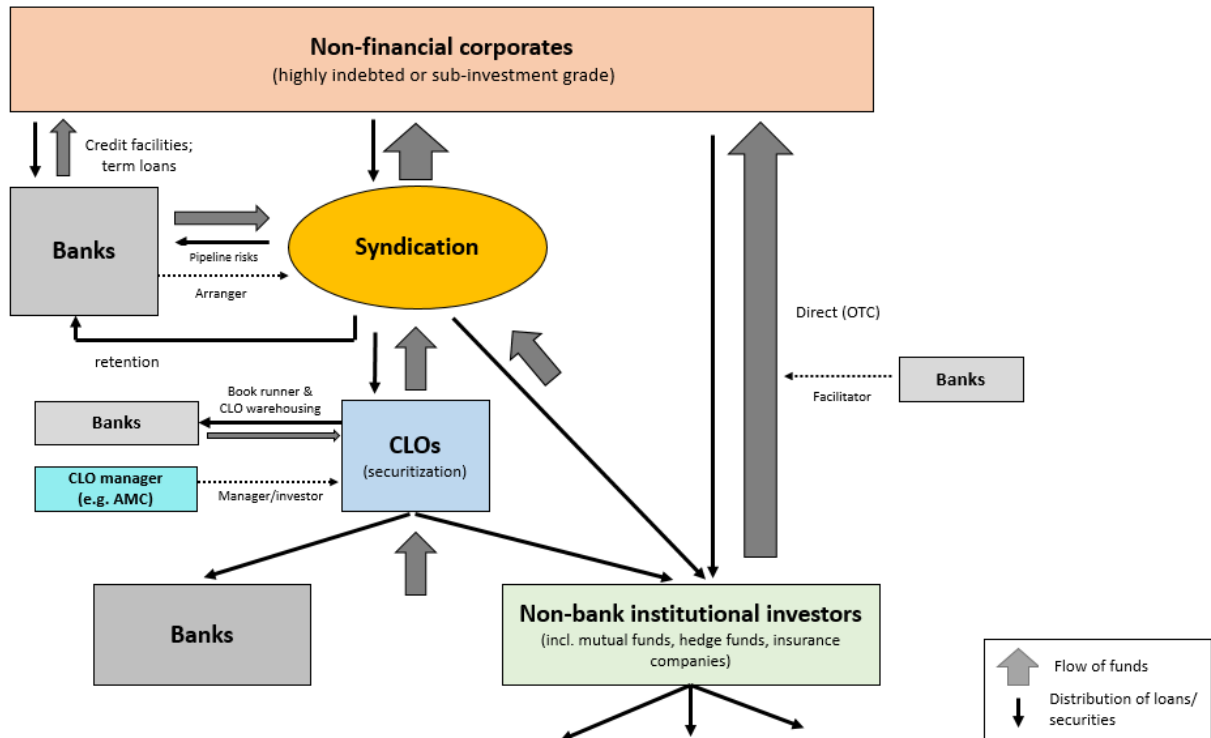 Non-financial corporates
(highly indebted or sub-investment grade)
Credit facilities;
term loans
Banks
Syndication
Pipeline risks
Arranger
retention
Direct (OTC)
Banks
Facilitator
Book runner &
CLO warehousing
Banks
CLOs
(securitization)
CLO manager
(e.g. AMC)
Manager/investor
Banks
Non-bank institutional investors
(incl. mutual funds, hedge funds, insurance
companies)
Flow of funds
Distribution of loans/
securities